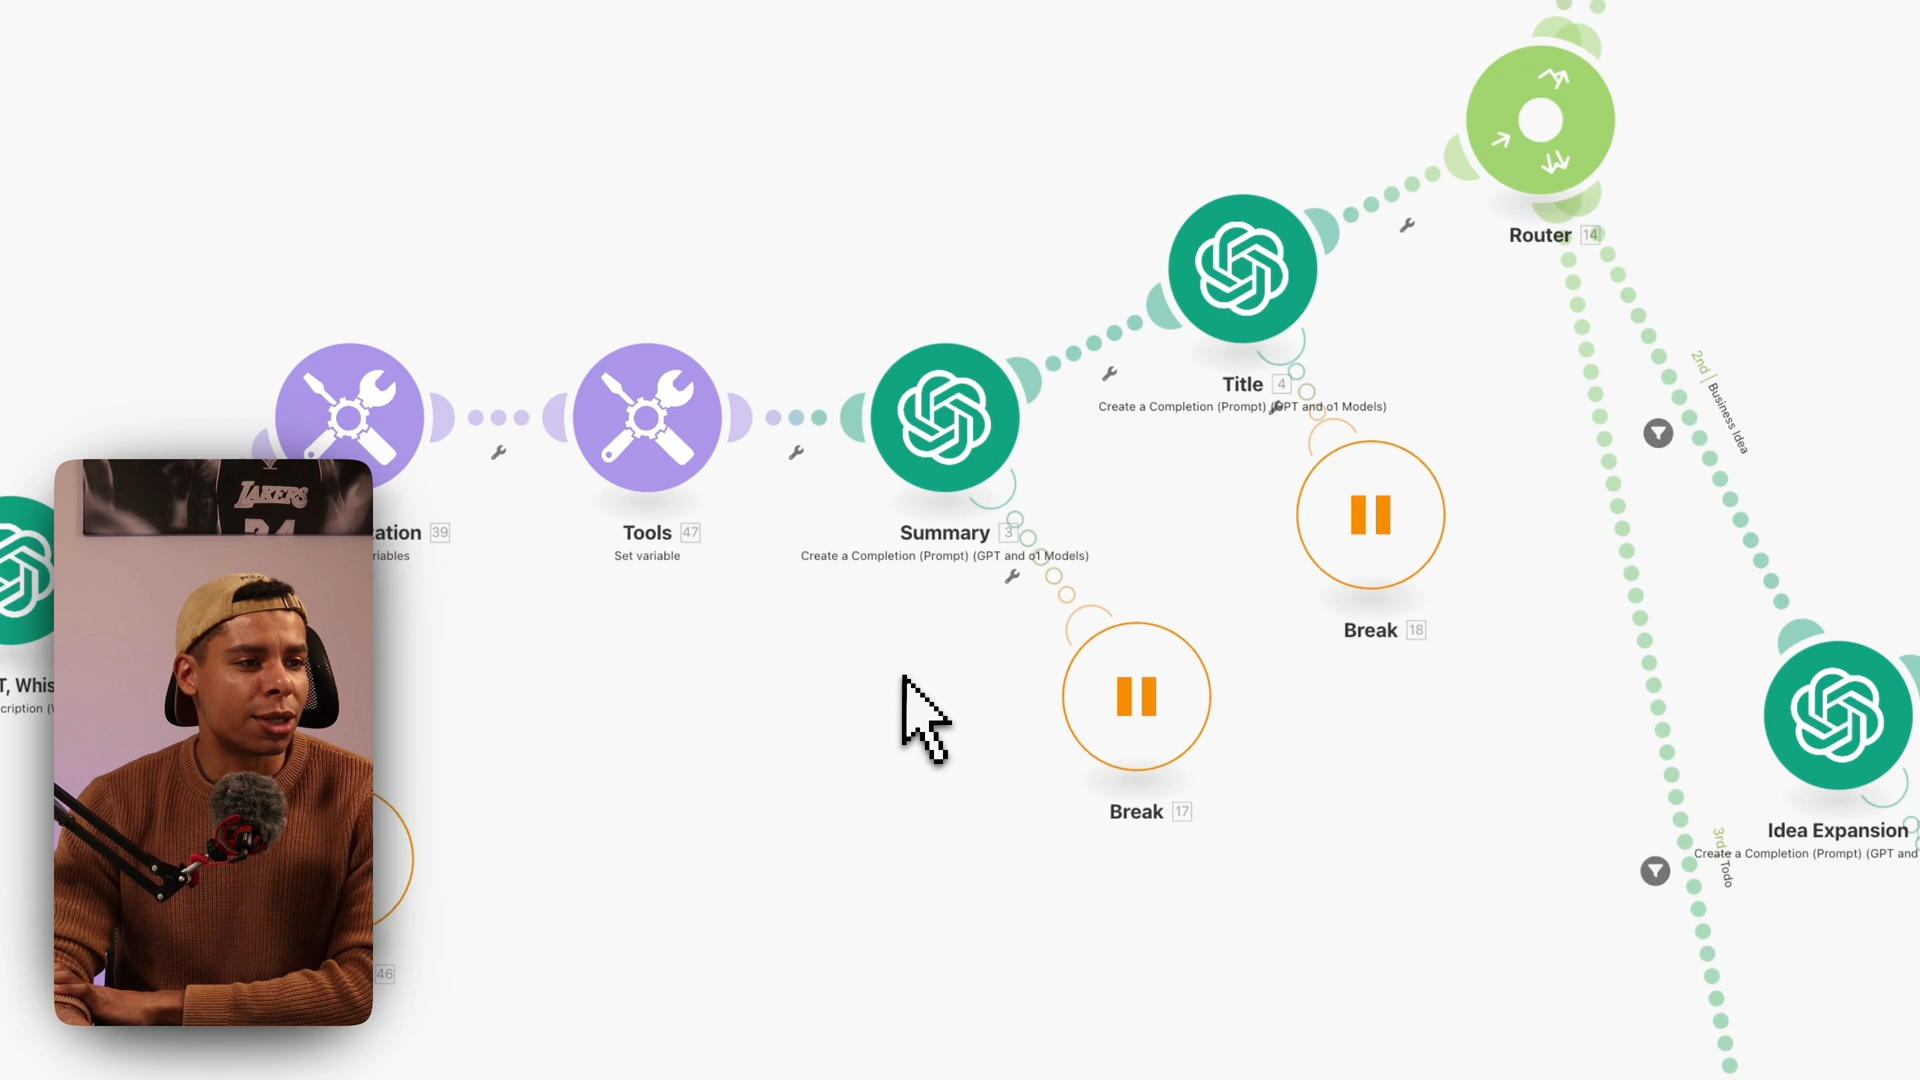 Router 14
2nd | Business Idea
Title 4
Create a Completion (Prompt) (GPT and o1 Models)
ation 39
riables
Tools 47
Set variable
Summary 3
Create a Completion (Prompt) (GPT and o1 Models)
Break 18
T, Whis
cription (
LAKERS
Break 17
Idea Expansion
Create a Completion (Prompt) (GPT and
3rd
Todo
46